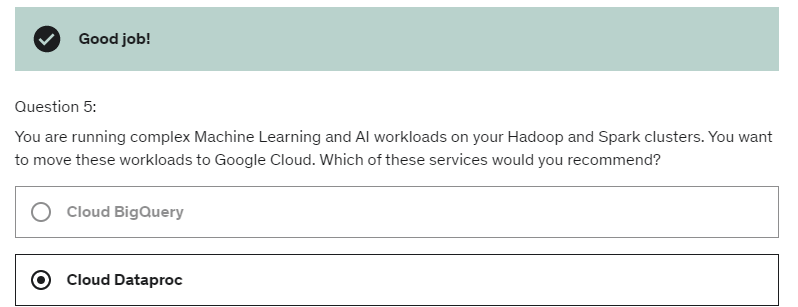 Good job!
Question 5:
You are running complex Machine Learning and AI workloads on your Hadoop and Spark clusters. You want
to move these workloads to Google Cloud. Which of these services would you recommend?
Cloud BigQuery
Cloud Dataproc